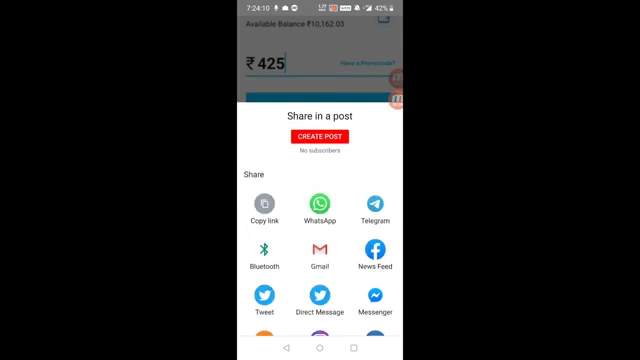 7:24:10
42%
Available Balance ₹10,162.03
₹ 425
Have a Promocode?
Share in a post
CREATE POST
No subscribers
Share
Copy link
WhatsApp
Telegram
Bluetooth
Gmail
News Feed
Tweet
Direct Message
Messenger